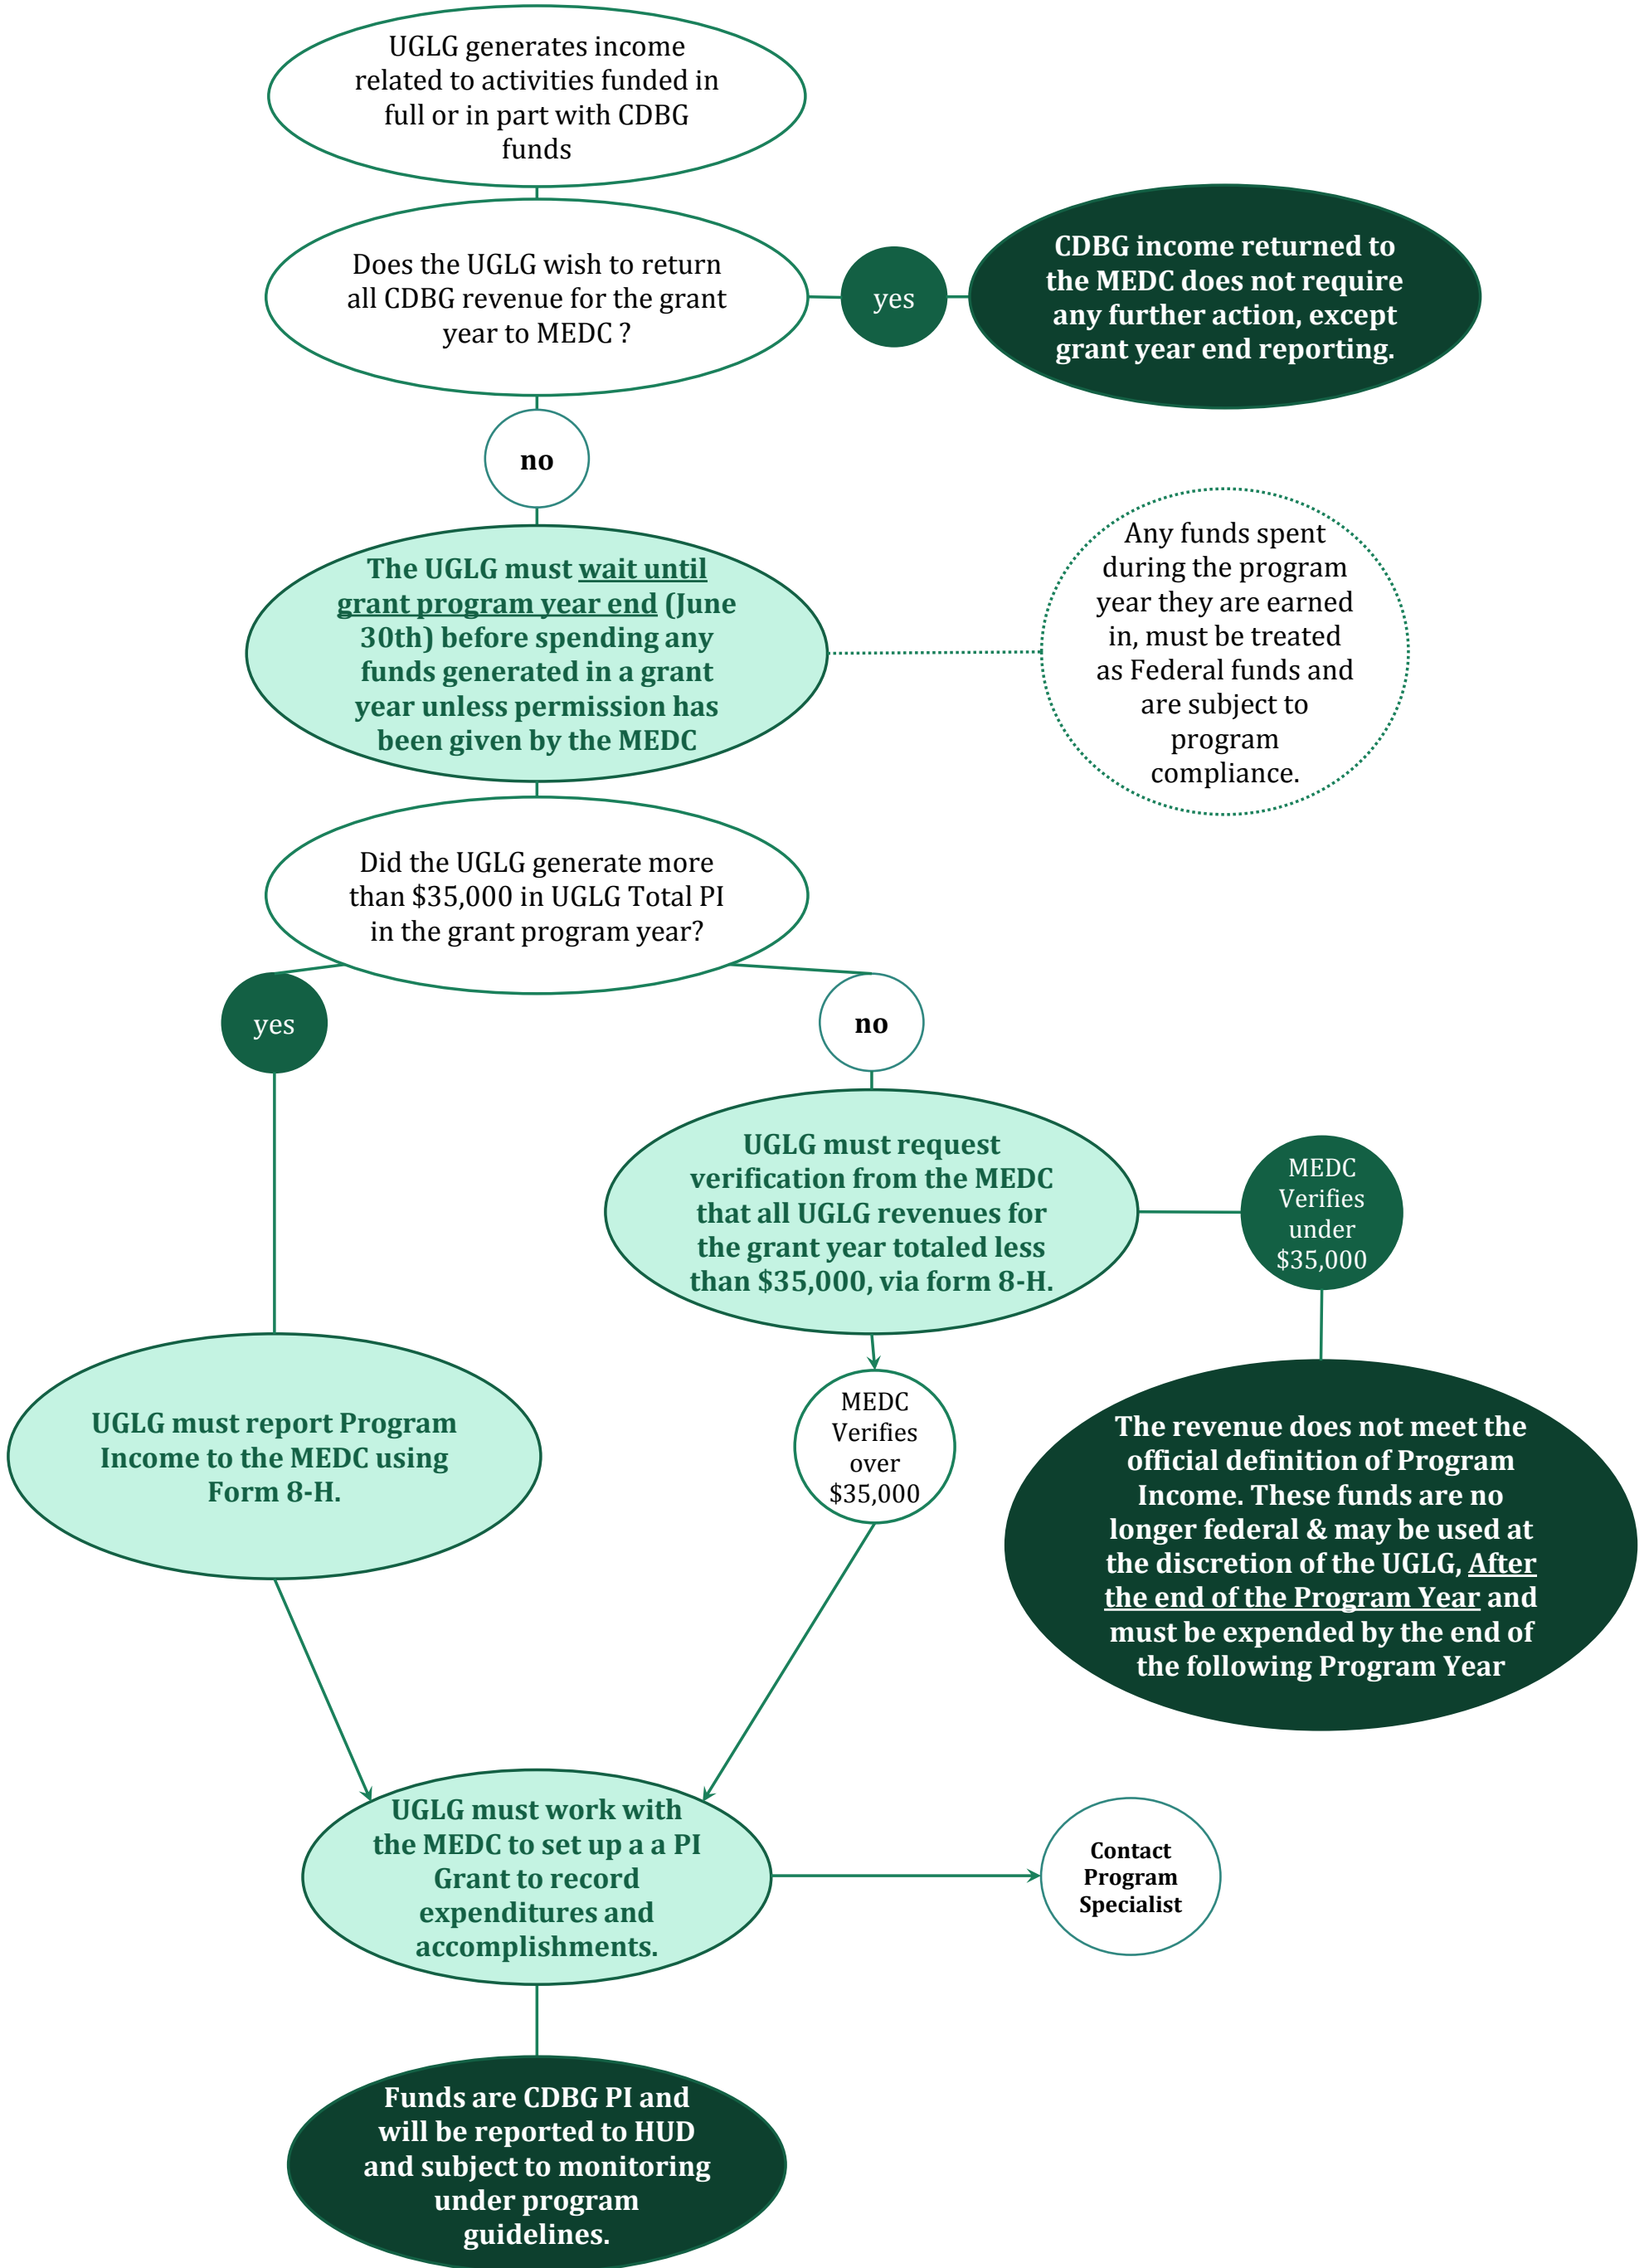 UGLG generates income
related to activities funded in
full or in part with CDBG
funds
Does the UGLG wish to return
all CDBG revenue for the grant
year to MEDC ?
yes
CDBG income returned to
the MEDC does not require
any further action, except
grant year end reporting.
no
The UGLG must wait until
grant program year end (June
30th) before spending any
funds generated in a grant
year unless permission has
been given by the MEDC
Any funds spent
during the program
year they are earned
in, must be treated
as Federal funds and
are subject to
program
compliance.
Did the UGLG generate more
than $35,000 in UGLG Total PI
in the grant program year?
yes
no
UGLG must request
verification from the MEDC
that all UGLG revenues for
the grant year totaled less
than $35,000, via form 8-H.
MEDC
Verifies
under
$35,000
UGLG must report Program
Income to the MEDC using
Form 8-H.
MEDC
Verifies
over
$35,000
The revenue does not meet the
official definition of Program
Income. These funds are no
longer federal & may be used at
the discretion of the UGLG, After
the end of the Program Year and
must be expended by the end of
the following Program Year
UGLG must work with
the MEDC to set up a a PI
Grant to record
expenditures and
accomplishments.
Contact
Program
Specialist
Funds are CDBG PI and
will be reported to HUD
and subject to monitoring
under program
guidelines.